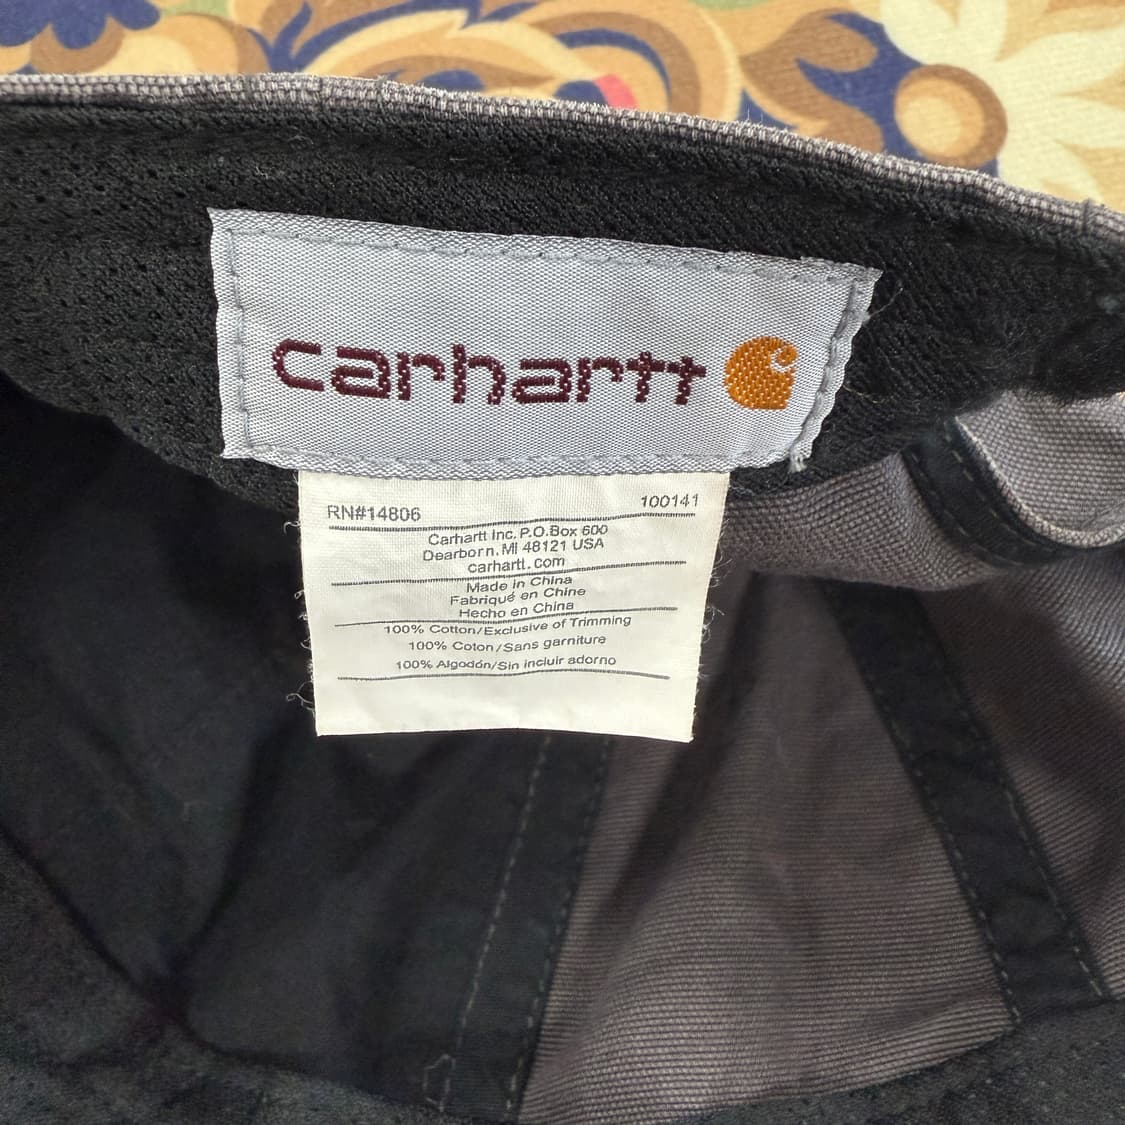 carhartt
RN#14806 100141
Carhartt Inc. P.O.Box 600
Dearborn. MI 48121 USA
carhartt.com
Made in China
Fabriqué en Chine
Hecho en China
100% Cotton/Exclusive of Trimming
100% Coton/Sans garniture
100% Algodón/Sin incluir adorno